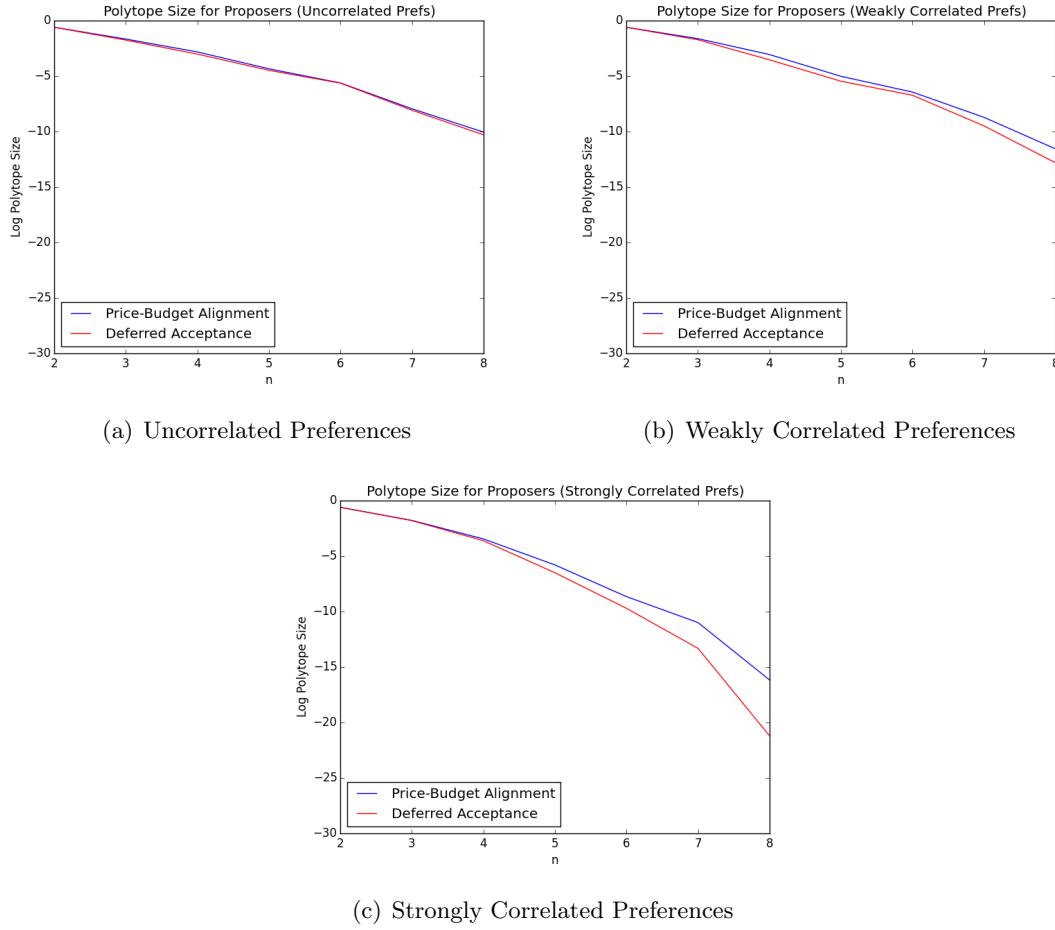 Polytope Size for Proposers (Uncorrelated Prefs)
0
−5
−10
−15
−20
−25
−30
Log Polytope Size
Price-Budget Alignment
Deferred Acceptance
2 3 4 5 6 7 8
n
(a) Uncorrelated Preferences
Polytope Size for Proposers (Weakly Correlated Prefs)
0
−5
−10
−15
−20
−25
−30
Log Polytope Size
Price-Budget Alignment
Deferred Acceptance
2 3 4 5 6 7 8
n
(b) Weakly Correlated Preferences
Polytope Size for Proposers (Strongly Correlated Prefs)
0
−5
−10
−15
−20
−25
−30
Log Polytope Size
Price-Budget Alignment
Deferred Acceptance
2 3 4 5 6 7 8
n
(c) Strongly Correlated Preferences